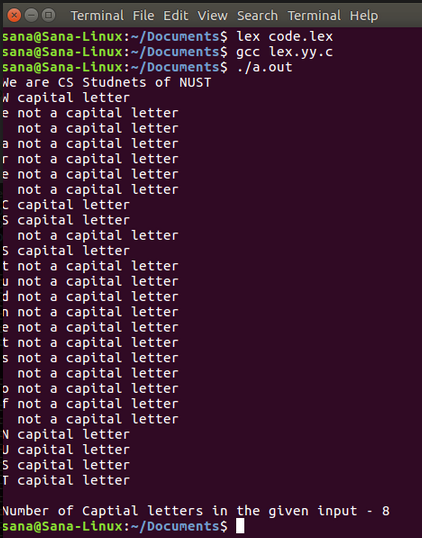 Terminal Terminal File Edit View Search Terminal Help
sana@Sana-Linux:~/Documents$ lex code.lex
sana@Sana-Linux:~/Documents$ gcc lex.yy.c
sana@Sana-Linux:~/Documents$ ./a.out
We are CS Studnets of NUST
W capital letter
e not a capital letter
  not a capital letter
a not a capital letter
r not a capital letter
e not a capital letter
  not a capital letter
C capital letter
S capital letter
  not a capital letter
S capital letter
t not a capital letter
u not a capital letter
d not a capital letter
n not a capital letter
e not a capital letter
t not a capital letter
s not a capital letter
  not a capital letter
o not a capital letter
f not a capital letter
  not a capital letter
N capital letter
U capital letter
S capital letter
T capital letter
Number of Captial letters in the given input - 8
sana@Sana-Linux:~/Documents$